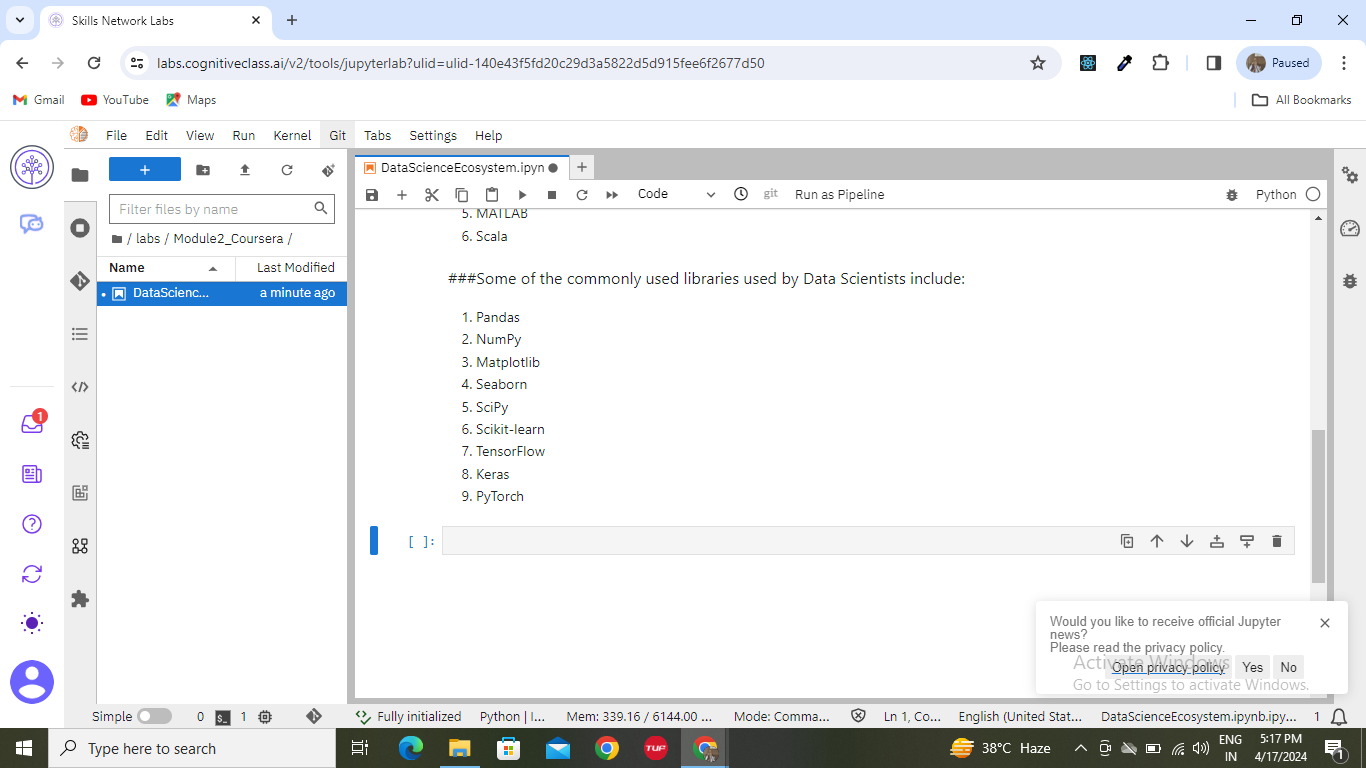 Skills Network Labs
labs.cognitiveclass.ai/v2/tools/jupyterlab?ulid=ulid-140e43f5fd20c29d3a5822d5d915fee6f2677d50
Paused
Gmail YouTube Maps All Bookmarks
File Edit View Run Kernel Git Tabs Settings Help
DataScienceEcosystem.ipyn
Code git Run as Pipeline Python
Filter files by name
/ labs / Module2_Coursera /
Name Last Modified
DataScienc... a minute ago
5. MATLAB
6. Scala
###Some of the commonly used libraries used by Data Scientists include:
1. Pandas
2. NumPy
3. Matplotlib
4. Seaborn
5. SciPy
6. Scikit-learn
7. TensorFlow
8. Keras
9. PyTorch
[ ]:
1
Would you like to receive official Jupyter
news?
Please read the privacy policy.
Open privacy policy Yes No
Activate Windows
Go to Settings to activate Windows.
Simple 0 $_ 1 Fully initialized Python | I... Mem: 339.16 / 6144.00 ... Mode: Comma... Ln 1, Co... English (United Stat... DataScienceEcosystem.ipynb.ipy... 1
Type here to search TUF 38°C Haze ENG IN 5:17 PM 4/17/2024 1